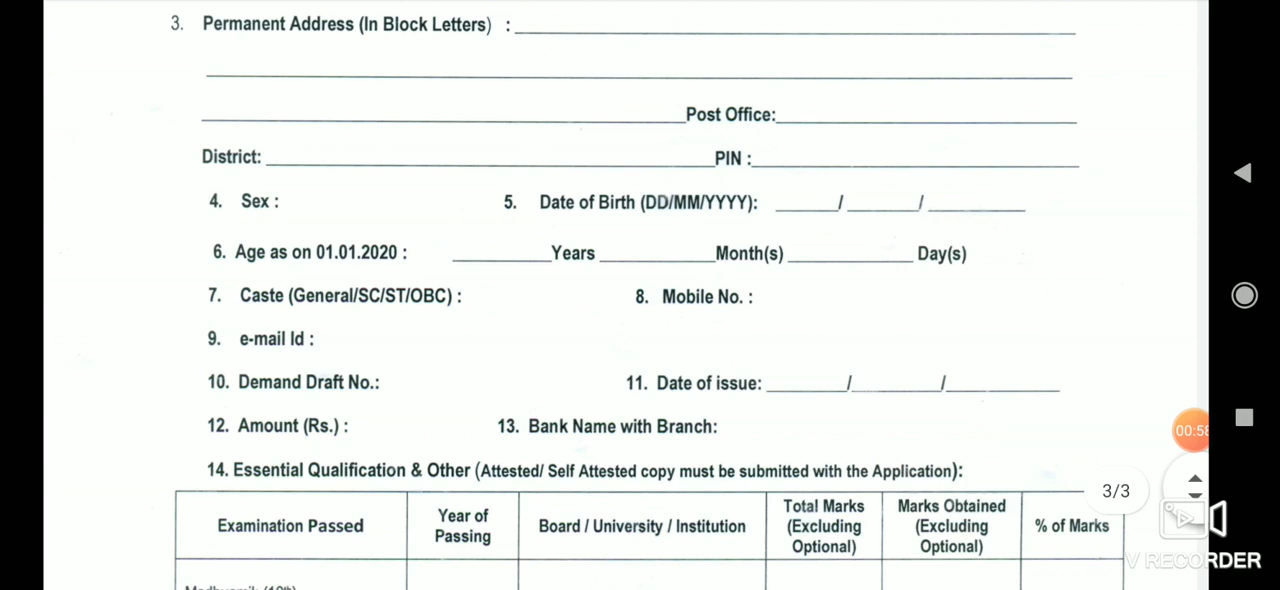 3. Permanent Address (In Block Letters) :
Post Office:
District: PIN :
4. Sex : 5. Date of Birth (DD/MM/YYYY): / /
6. Age as on 01.01.2020 : Years Month(s) Day(s)
7. Caste (General/SC/ST/OBC) : 8. Mobile No. :
9. e-mail Id :
10. Demand Draft No.: 11. Date of issue: / /
12. Amount (Rs.) : 13. Bank Name with Branch:
00:58
14. Essential Qualification & Other (Attested/ Self Attested copy must be submitted with the Application):
3/3
Examination Passed
Year of
Passing
Board / University / Institution
Total Marks
(Excluding
Optional)
Marks Obtained
(Excluding
Optional)
% of Marks
V RECORDER
Madhyamik (10th)